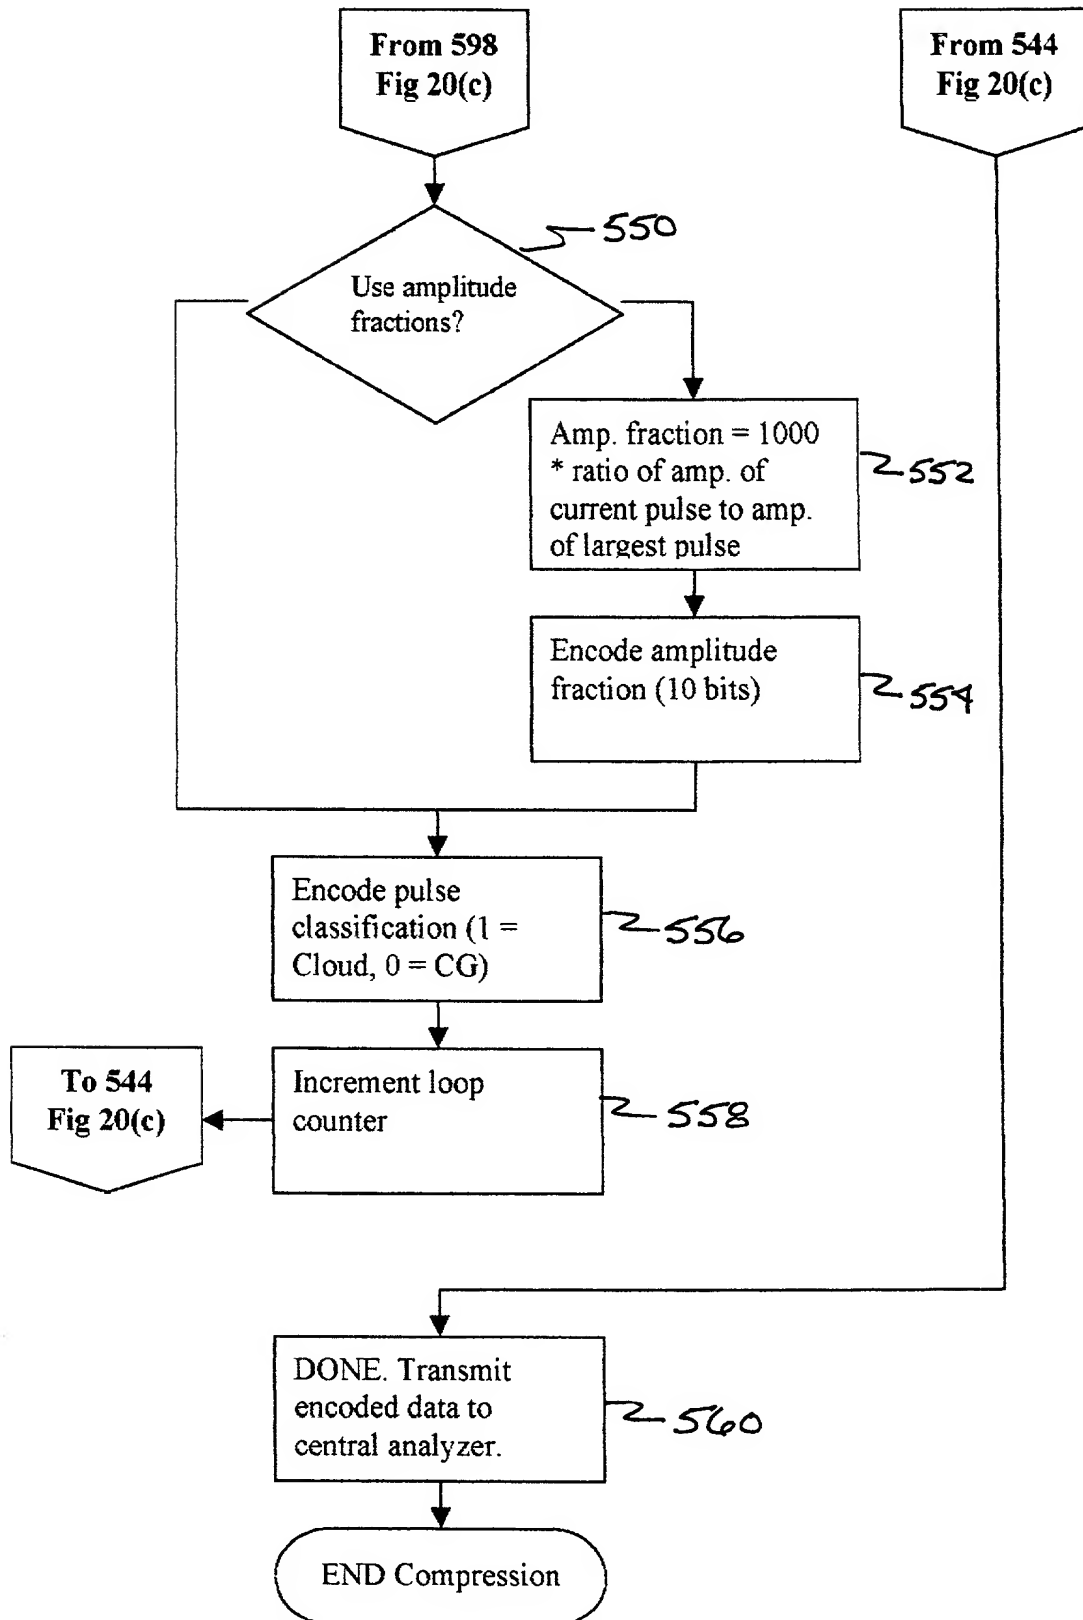 From 598
Fig 20(c)
From 544
Fig 20(c)
550
Use amplitude
fractions?
Amp. fraction = 1000
* ratio of amp. of
current pulse to amp.
of largest pulse
552
Encode amplitude
fraction (10 bits)
554
Encode pulse
classification (1 =
Cloud, 0 = CG)
556
To 544
Fig 20(c)
Increment loop
counter
558
DONE. Transmit
encoded data to
central analyzer.
560
END Compression